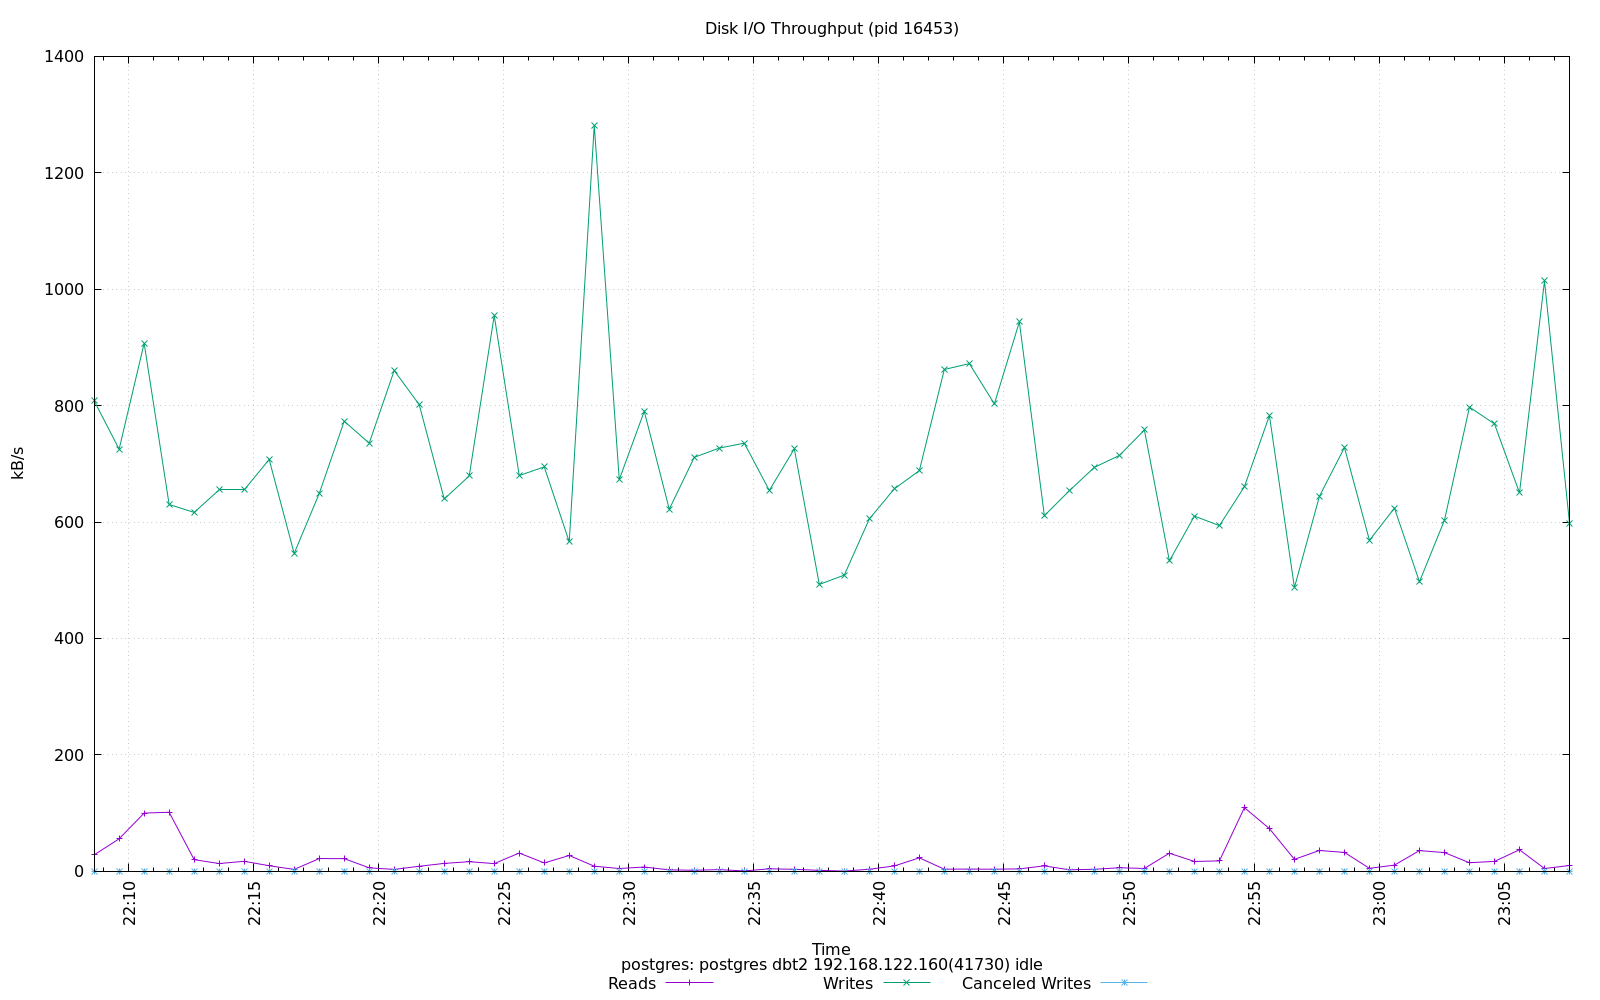 Disk I/O Throughput (pid 16453)
1400
1200
1000
800
600
400
200
0
kB/s
22:10
22:15
22:20
22:25
22:30
22:35
22:40
22:45
22:50
22:55
23:00
23:05
Time
postgres: postgres dbt2 192.168.122.160(41730) idle
Reads
Writes
Canceled Writes